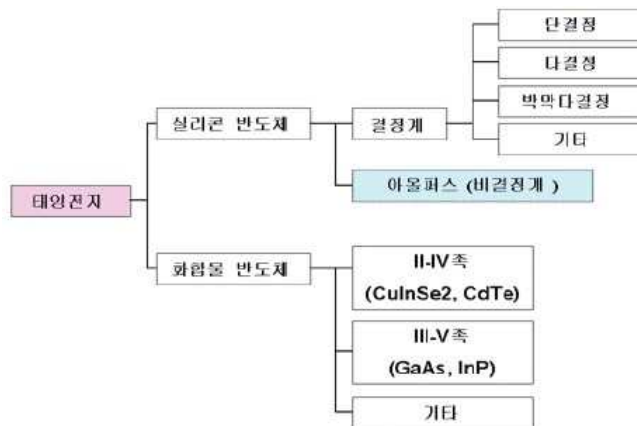 단결정
다결정
실리콘 반도체
결정계
박막다결정
기타
아몰퍼스 (비결정계 )
태양전지
화합물 반도체
II-IV족
(CuInSe2, CdTe)
III-V족
(GaAs, InP)
기타